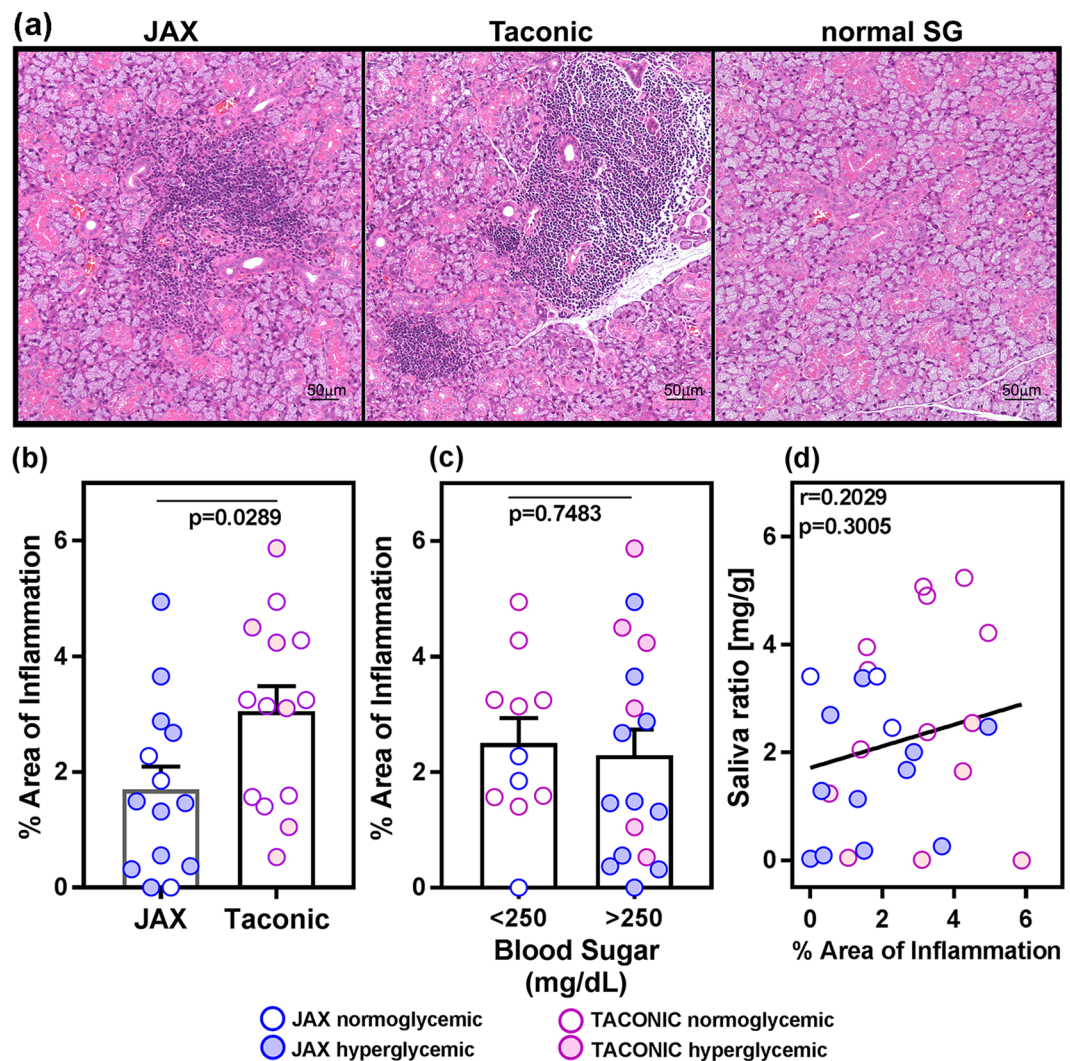 (a)
JAX
Taconic
normal SG
50µm
50µm
50µm
(b)
% Area of Inflammation
6
4
2
0
p=0.0289
JAX
Taconic
(c)
% Area of Inflammation
6
4
2
0
p=0.7483
<250
>250
Blood Sugar
(mg/dL)
(d)
r=0.2029
p=0.3005
Saliva ratio [mg/g]
6
4
2
0
0
2
4
6
% Area of Inflammation
JAX normoglycemic
TACONIC normoglycemic
JAX hyperglycemic
TACONIC hyperglycemic